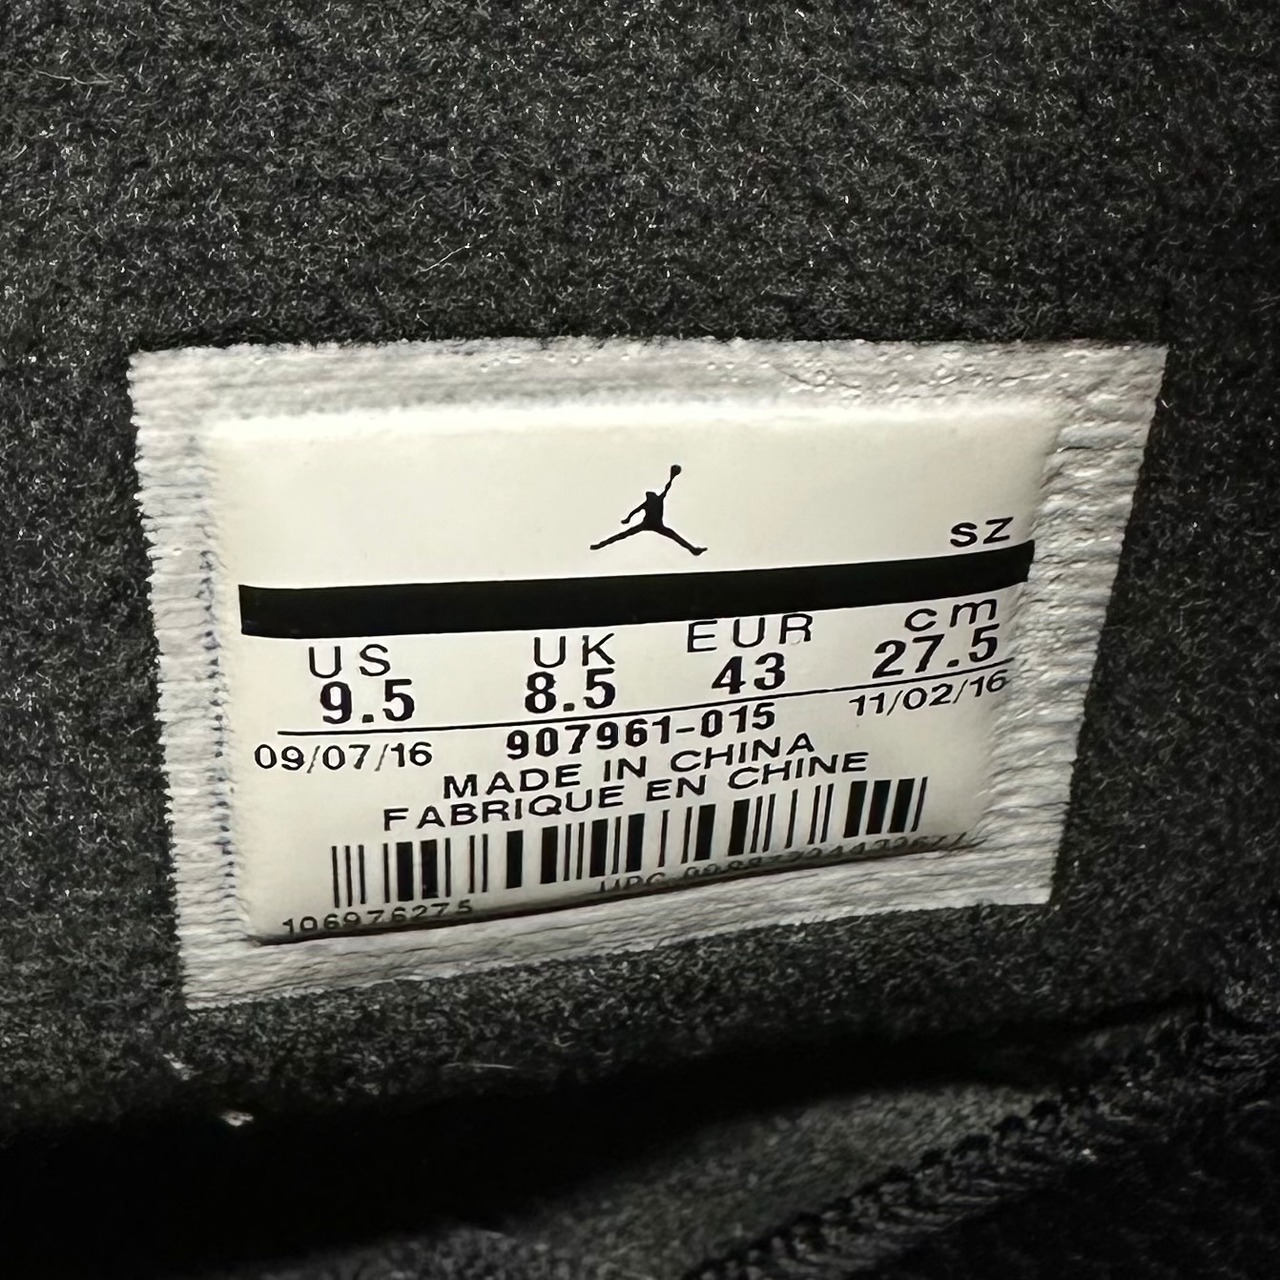 SZ
US UK EUR cm
9.5 8.5 43 27.5
09/07/16 907961-015 11/02/16
MADE IN CHINA
FABRIQUE EN CHINE
106976275